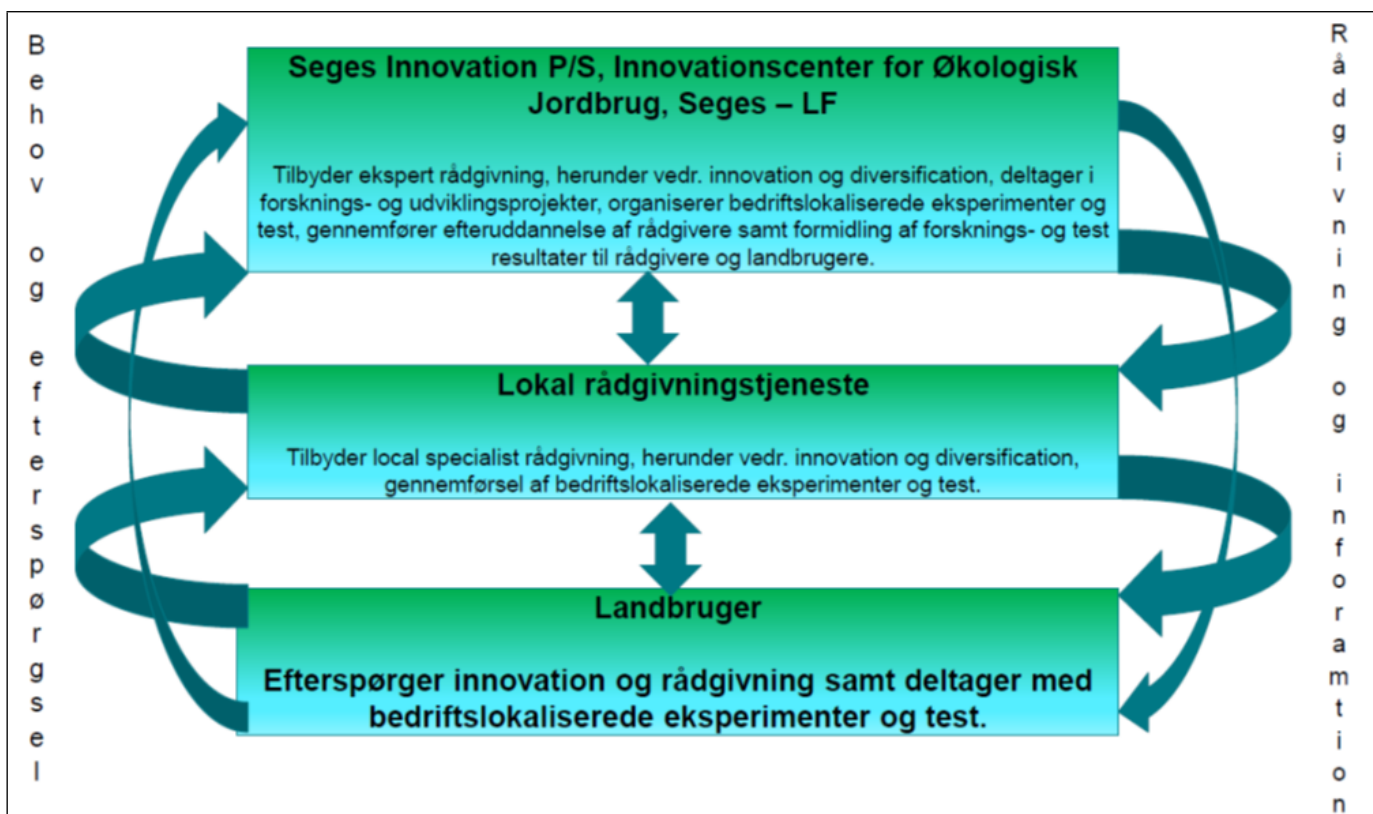 Behov og efterspørgsel
Seges Innovation P/S, Innovationscenter for Økologisk
Jordbrug, Seges – LF
Tilbyder ekspert rådgivning, herunder vedr. innovation og diversification, deltager i
forsknings- og udviklingsprojekter, organiserer bedriftslokaliserede eksperimenter og
test, gennemfører efteruddannelse af rådgivere samt formidling af forsknings- og test
resultater til rådgivere og landbrugere.
Lokal rådgivningstjeneste
Tilbyder local specialist rådgivning, herunder vedr. innovation og diversification,
gennemførsel af bedriftslokaliserede eksperimenter og test.
Landbruger
Efterspørger innovation og rådgivning samt deltager med
bedriftslokaliserede eksperimenter og test.
Rådgivning og inforamtion